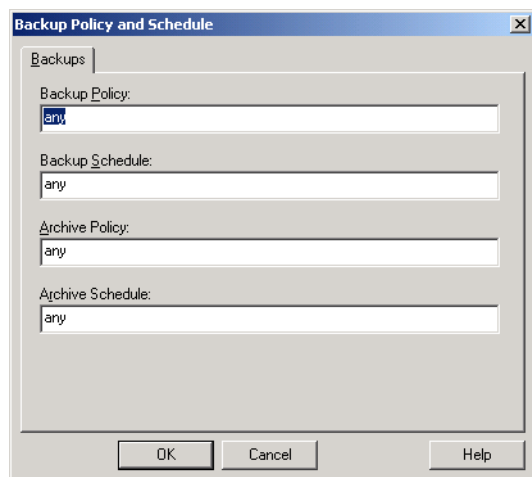 Backup Policy and Schedule
Backups
Backup Policy:
any
Backup Schedule:
any
Archive Policy:
any
Archive Schedule:
any
OK Cancel Help